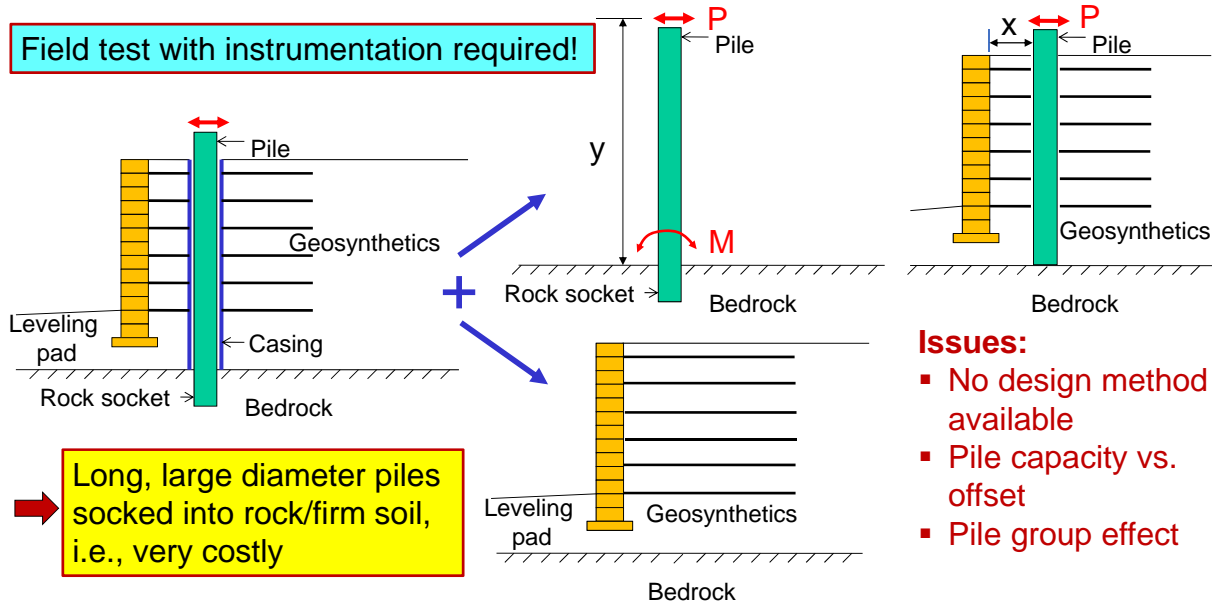 Field test with instrumentation required!
Pile
Geosynthetics
Leveling
pad
Casing
Rock socket
Bedrock
Long, large diameter piles
socked into rock/firm soil,
i.e., very costly
+
P
Pile
y
M
Rock socket
Bedrock
Leveling
pad
Geosynthetics
Bedrock
x
P
Pile
Geosynthetics
Bedrock
Issues:
▪ No design method
available
▪ Pile capacity vs.
offset
▪ Pile group effect